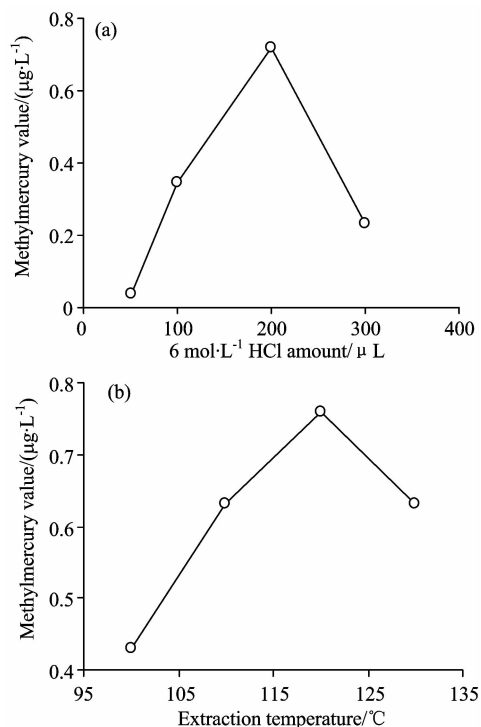 (a)
Methylmercury value/(μg·L⁻¹)
0.8
0.6
0.4
0.2
0
0 100 200 300 400
6 mol·L⁻¹ HCl amount/ μ L
(b)
Methylmercury value/(μg·L⁻¹)
0.8
0.7
0.6
0.5
0.4
95 105 115 125 135
Extraction temperature/℃